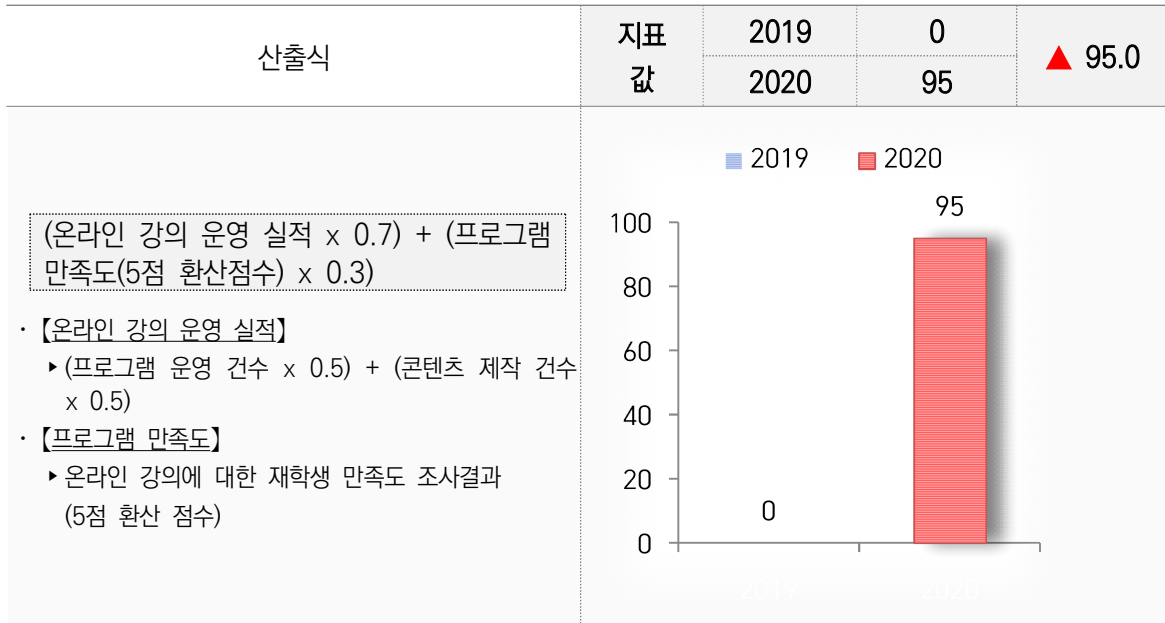 산출식
지표
값
2019 0
2020 95
▲ 95.0
(온라인 강의 운영 실적 x 0.7) + (프로그램
만족도(5점 환산점수) x 0.3)
· 【온라인 강의 운영 실적】
▸(프로그램 운영 건수 x 0.5) + (콘텐츠 제작 건수
x 0.5)
· 【프로그램 만족도】
▸온라인 강의에 대한 재학생 만족도 조사결과
(5점 환산 점수)
2019 2020
95
100
80
60
40
20
0
0
2019 2020